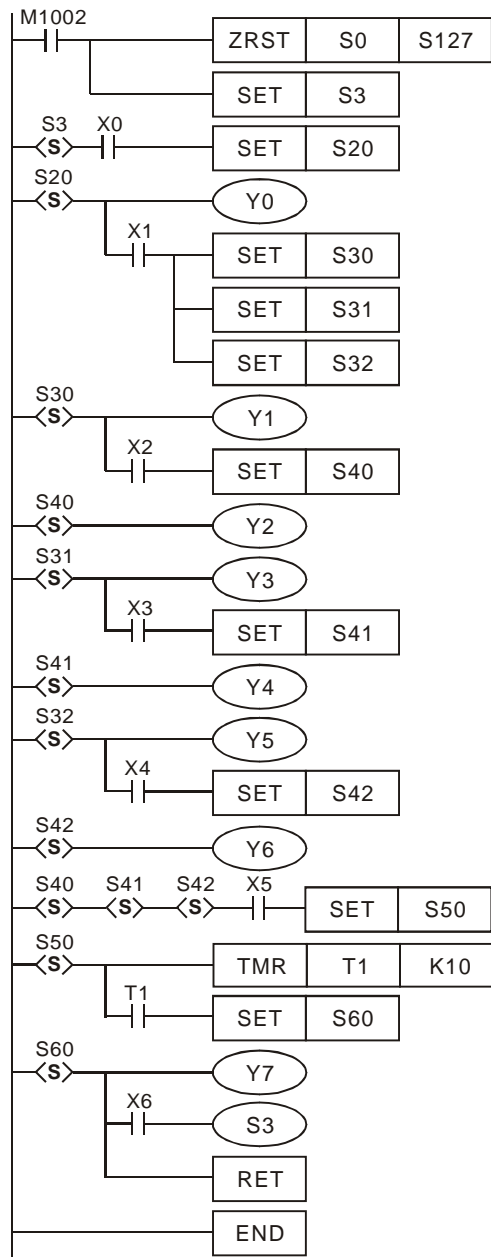 M1002
ZRST S0 S127
SET S3
S3 X0
S SET S20
S20
S Y0
X1
SET S30
SET S31
SET S32
S30
S Y1
X2
SET S40
S40
S Y2
S31
S Y3
X3
SET S41
S41
S Y4
S32
S Y5
X4
SET S42
S42
S Y6
S40 S41 S42 X5
S S S SET S50
S50
S TMR T1 K10
T1
SET S60
S60
S Y7
X6
S3
RET
END